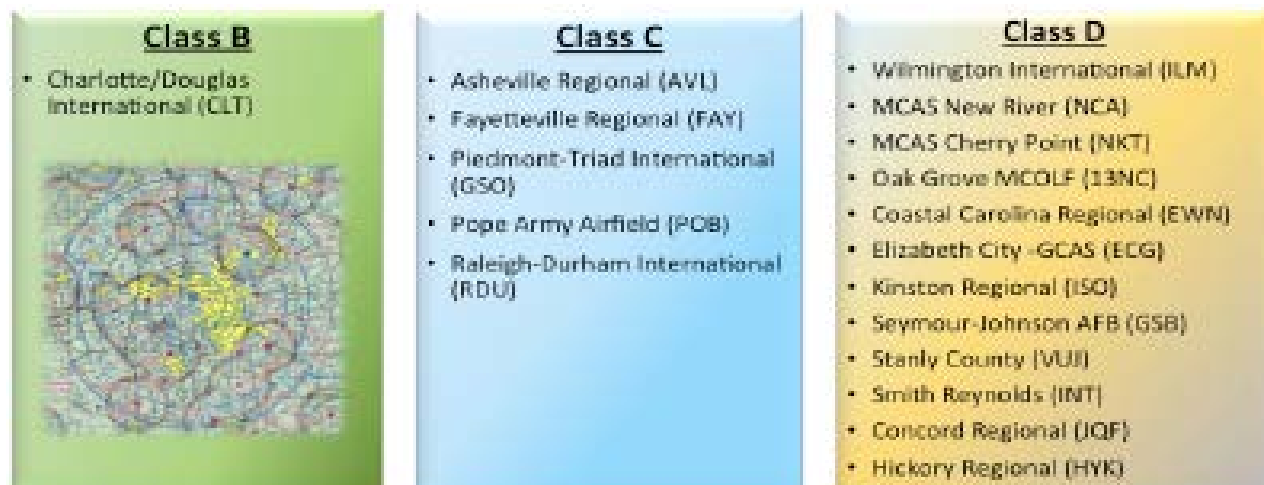 Class B
• Charlotte/Douglas
International (CLT)
Class C
• Asheville Regional (AVL)
• Fayetteville Regional (FAY)
• Piedmont-Triad International
(GSO)
• Pope Army Airfield (POB)
• Raleigh-Durham International
(RDU)
Class D
• Wilmington International (ILM)
• MCAS New River (NCA)
• MCAS Cherry Point (NKT)
• Oak Grove MCOLF (13NC)
• Coastal Carolina Regional (EWN)
• Elizabeth City -GCAS (ECG)
• Kinston Regional (ISO)
• Seymour-Johnson AFB (GSB)
• Stanly County (VUJ)
• Smith Reynolds (INT)
• Concord Regional (JQF)
• Hickory Regional (HYK)